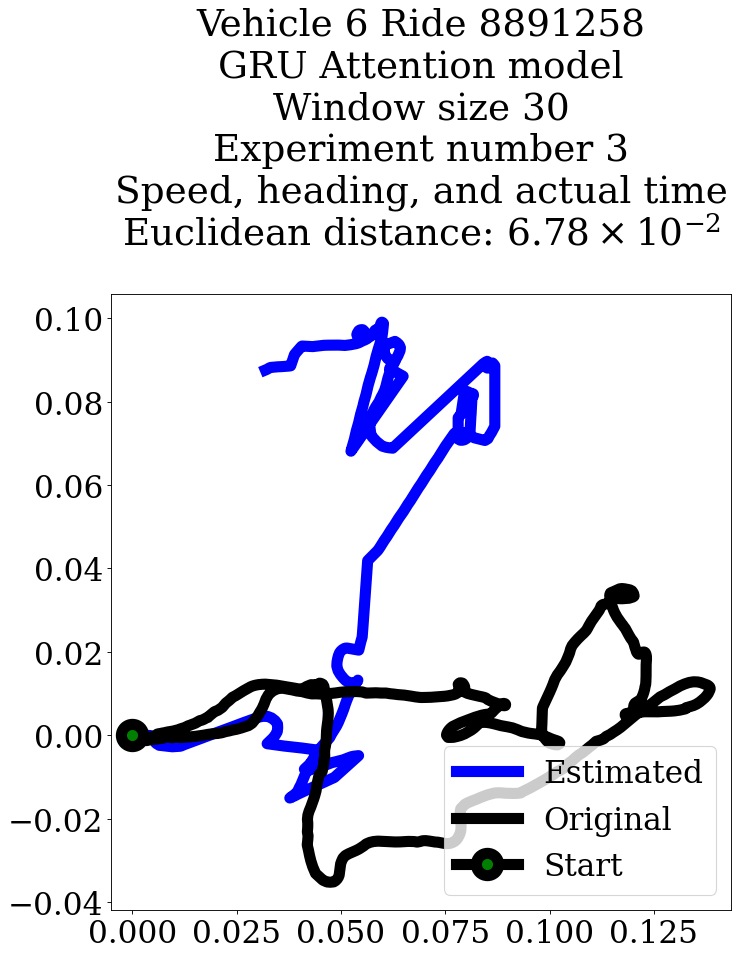 Vehicle 6 Ride 8891258
GRU Attention model
Window size 30
Experiment number 3
Speed, heading, and actual time
Euclidean distance: 6.78 × 10⁻²
0.10
0.08
0.06
0.04
0.02
0.00
−0.02
−0.04
0.000 0.025 0.050 0.075 0.100 0.125
Estimated
Original
Start